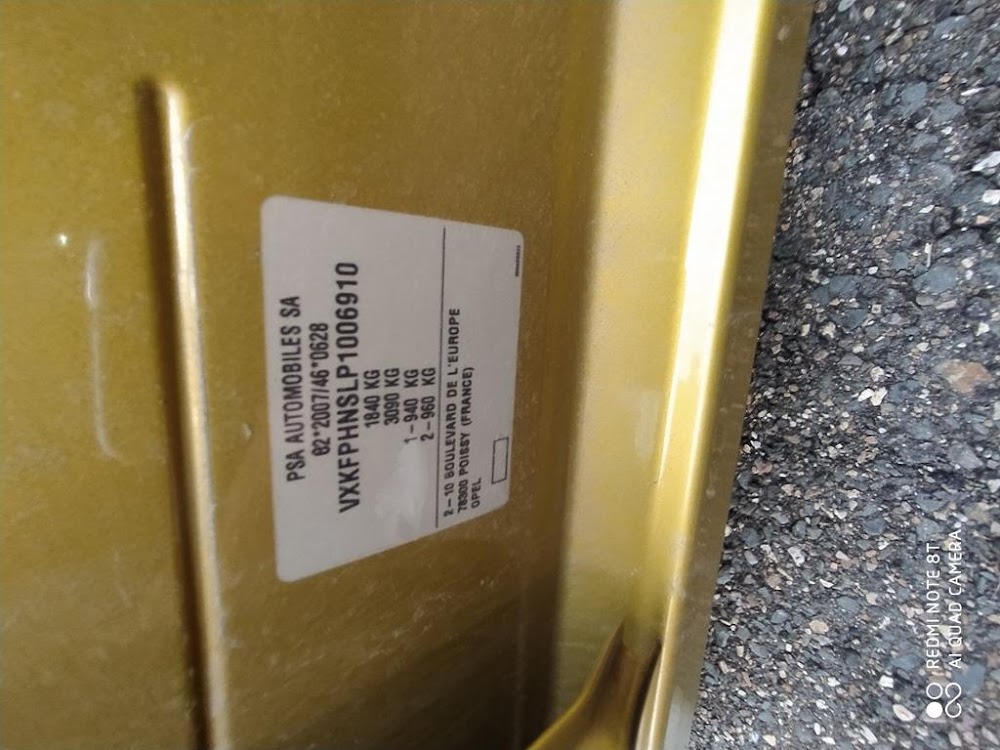 PSA AUTOMOBILES SA
02*2007/46*0628
VXKFPHNSLP1006910
1840 KG
3090 KG
1-940 KG
2-960 KG
2-10 BOULEVARD DE L'EUROPE
78300 POISSY (FRANCE)
OPEL
REDMI NOTE 8T
AI QUAD CAMERA